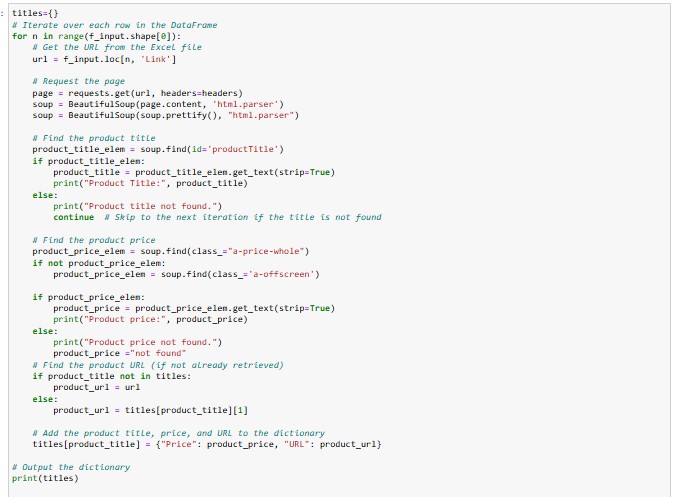 : titles={}
# Iterate over each row in the DataFrame
for n in range(f_input.shape[0]):
    # Get the URL from the Excel file
    url = f_input.loc[n, 'Link']

    # Request the page
    page = requests.get(url, headers=headers)
    soup = BeautifulSoup(page.content, 'html.parser')
    soup = BeautifulSoup(soup.prettify(), "html.parser")

    # Find the product title
    product_title_elem = soup.find(id='productTitle')
    if product_title_elem:
        product_title = product_title_elem.get_text(strip=True)
        print("Product Title:", product_title)
    else:
        print("Product title not found.")
        continue  # Skip to the next iteration if the title is not found

    # Find the product price
    product_price_elem = soup.find(class_="a-price-whole")
    if not product_price_elem:
        product_price_elem = soup.find(class_='a-offscreen')

    if product_price_elem:
        product_price = product_price_elem.get_text(strip=True)
        print("Product price:", product_price)
    else:
        print("Product price not found.")
        product_price ="not found"
    # Find the product URL (if not already retrieved)
    if product_title not in titles:
        product_url = url
    else:
        product_url = titles[product_title][1]

    # Add the product title, price, and URL to the dictionary
    titles[product_title] = {"Price": product_price, "URL": product_url}

# Output the dictionary
print(titles)